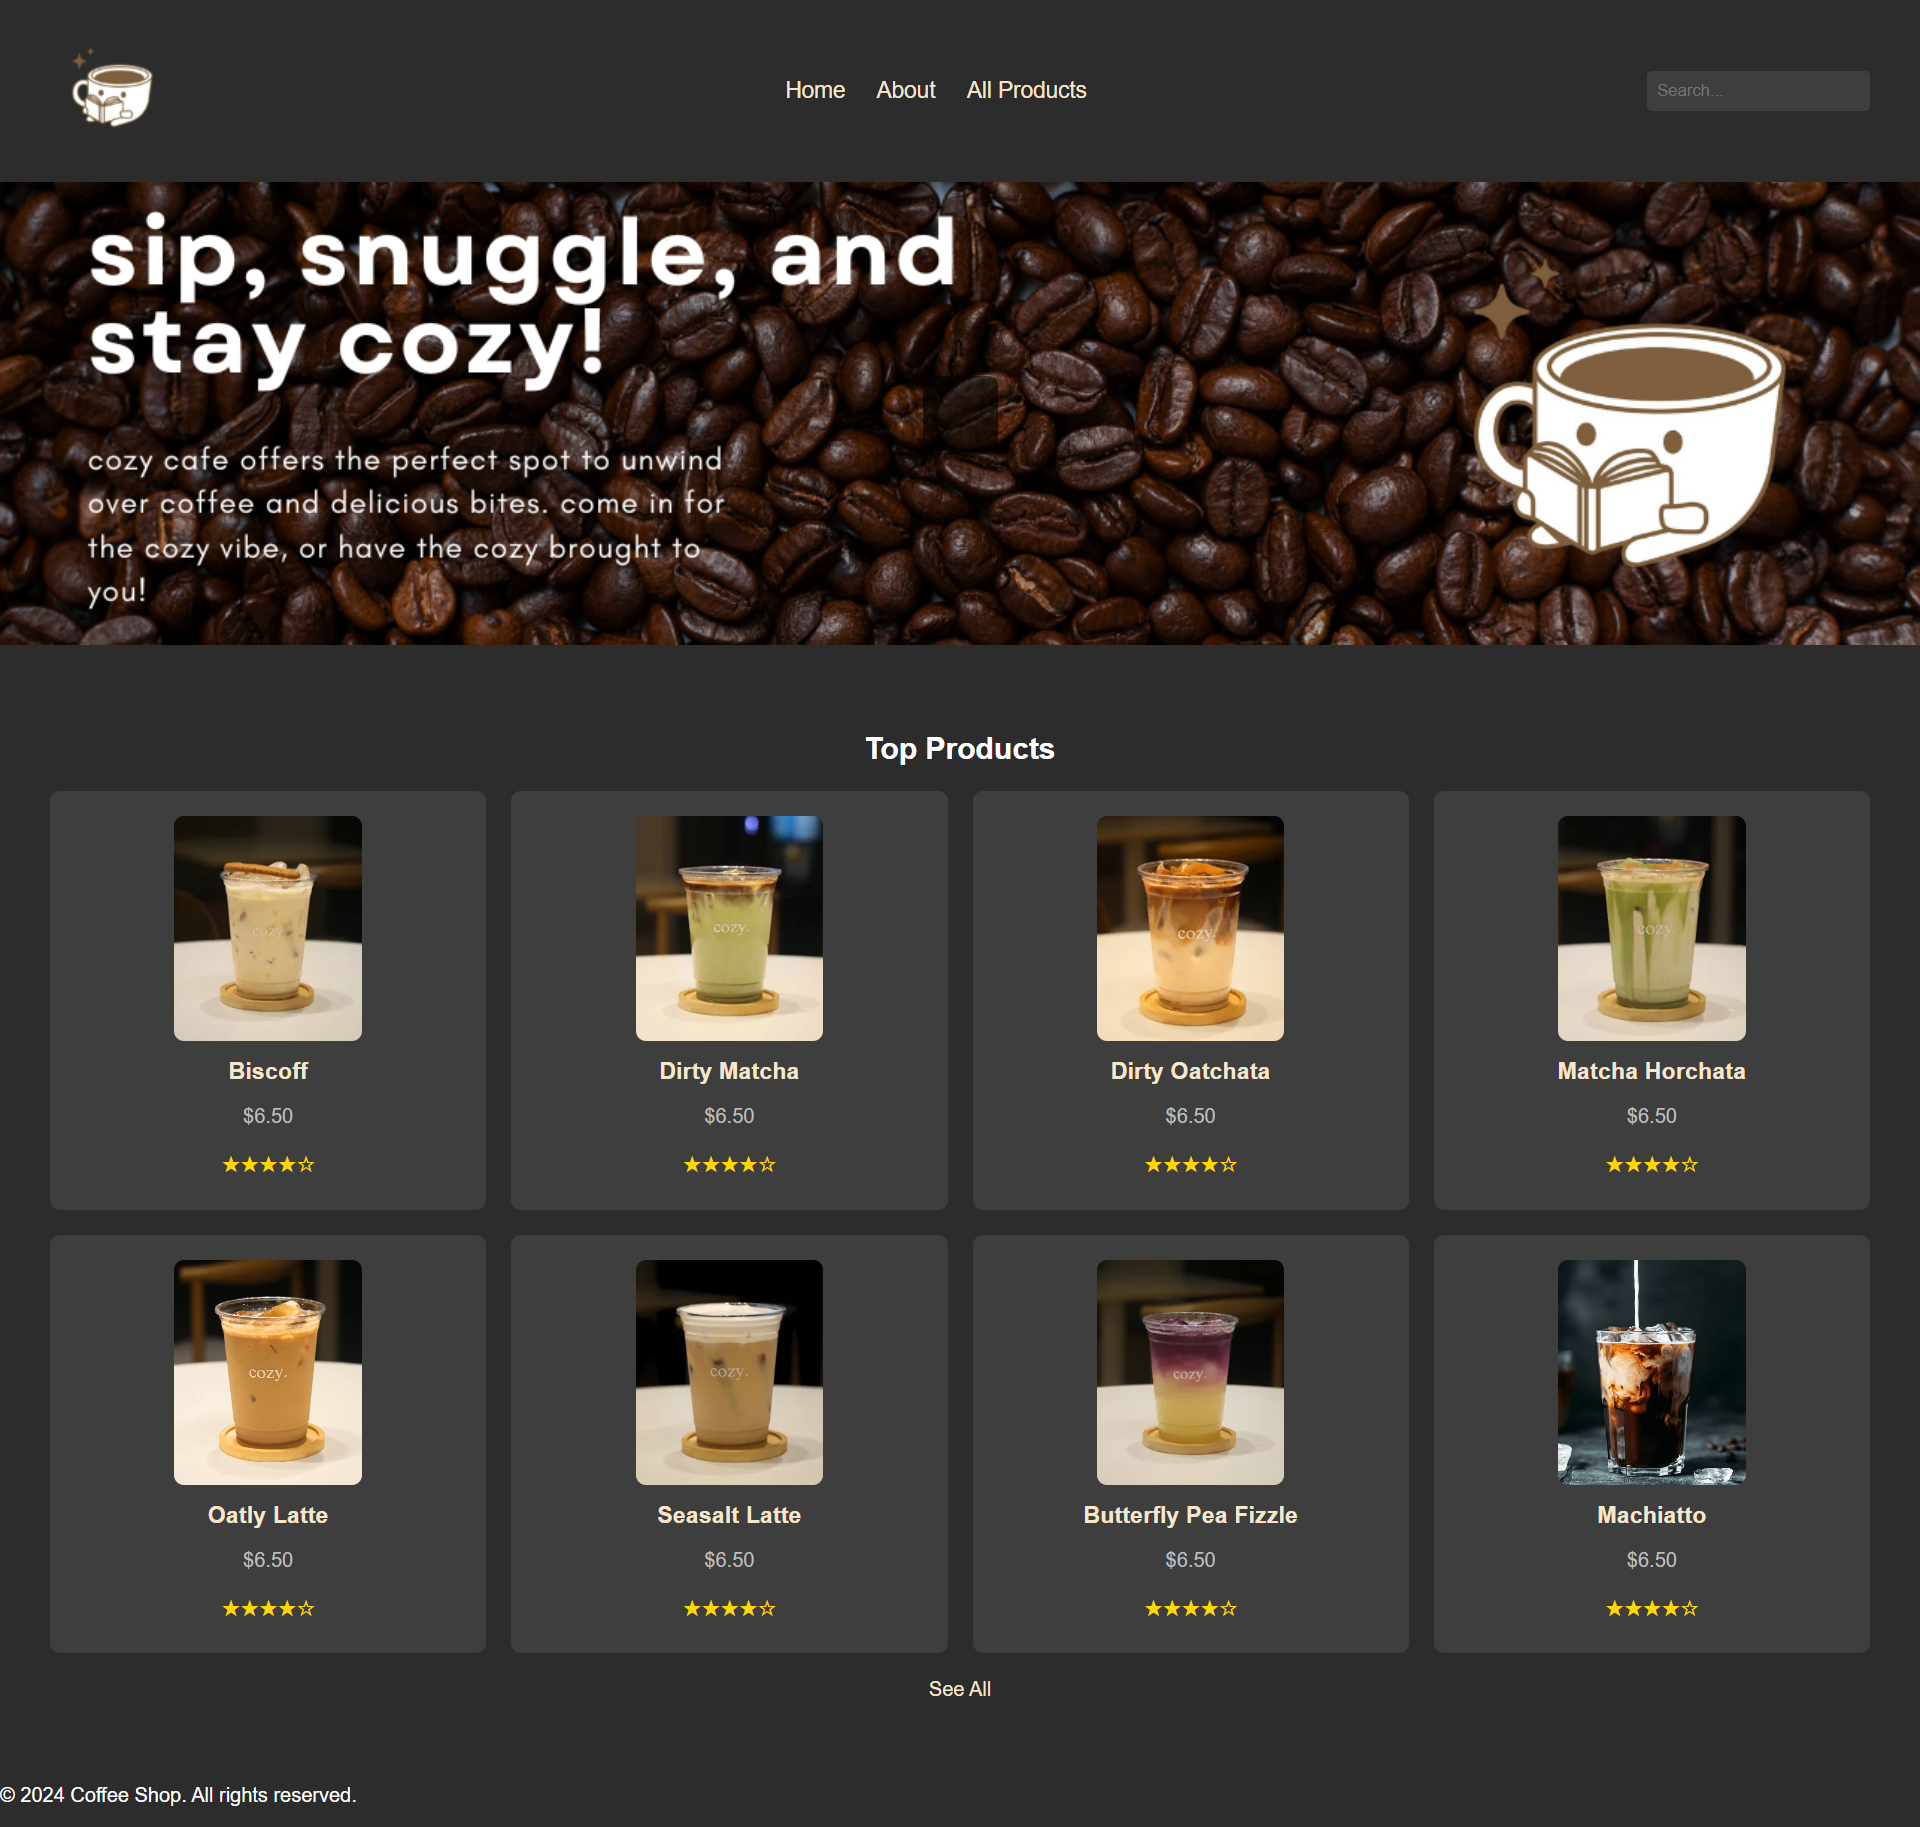 Home About All Products
Search...
sip, snuggle, and
stay cozy!
cozy cafe offers the perfect spot to unwind
over coffee and delicious bites. come in for
the cozy vibe, or have the cozy brought to
you!
Top Products
cozy.
cozy.
cozy.
cozy.
Biscoff
Dirty Matcha
Dirty Oatchata
Matcha Horchata
$6.50
$6.50
$6.50
$6.50
★★★★☆
★★★★☆
★★★★☆
★★★★☆
cozy.
cozy.
cozy.
Oatly Latte
Seasalt Latte
Butterfly Pea Fizzle
Machiatto
$6.50
$6.50
$6.50
$6.50
★★★★☆
★★★★☆
★★★★☆
★★★★☆
See All
© 2024 Coffee Shop. All rights reserved.